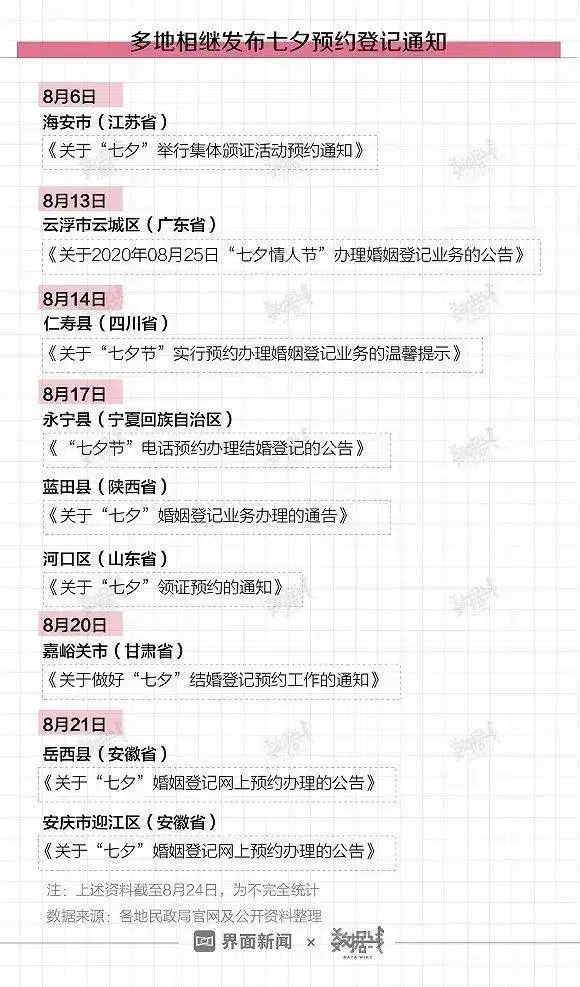 多地相继发布七夕预约登记通知
8月6日
海安市（江苏省）
《关于“七夕”举行集体颁证活动预约通知》
8月13日
云浮市云城区（广东省）
《关于2020年08月25日“七夕情人节”办理婚姻登记业务的公告》
8月14日
仁寿县（四川省）
《关于“七夕节”实行预约办理婚姻登记业务的温馨提示》
8月17日
永宁县（宁夏回族自治区）
《“七夕节”电话预约办理结婚登记的公告》
蓝田县（陕西省）
《关于“七夕”婚姻登记业务办理的通告》
河口区（山东省）
《关于“七夕”领证预约的通知》
8月20日
嘉峪关市（甘肃省）
《关于做好“七夕”结婚登记预约工作的通知》
8月21日
岳西县（安徽省）
《关于“七夕”婚姻登记网上预约办理的公告》
安庆市迎江区（安徽省）
《关于“七夕”婚姻登记网上预约办理的公告》
注：上述资料截至8月24日，为不完全统计
数据来源：各地民政局官网及公开资料整理
界面新闻 × 数据线
DATA WIRE